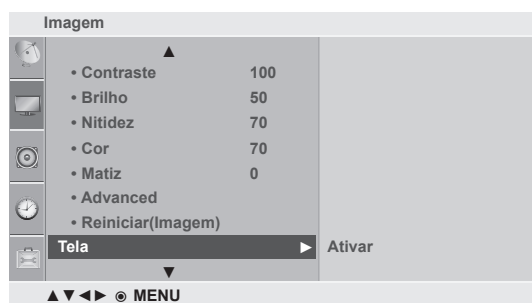 Imagem
▲
• Contraste 100
• Brilho 50
• Nitidez 70
• Cor 70
• Matiz 0
• Advanced
• Reiniciar(Imagem)
Tela ► Ativar
▼
▲▼◄► ◉ MENU